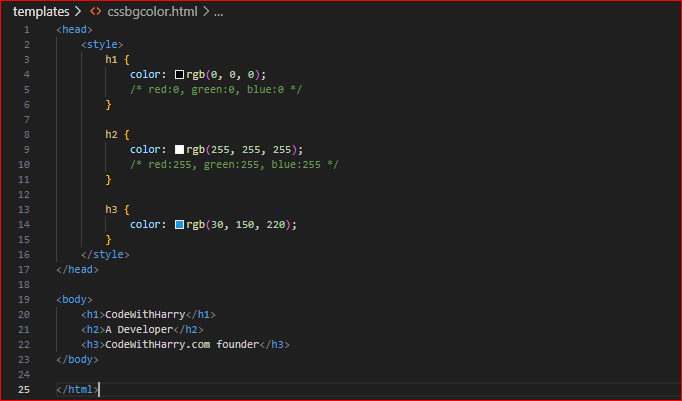 templates > <> cssbgcolor.html > ...
1 <head>
2 <style>
3 h1 {
4 color: rgb(0, 0, 0);
5 /* red:0, green:0, blue:0 */
6 }
7
8 h2 {
9 color: rgb(255, 255, 255);
10 /* red:255, green:255, blue:255 */
11 }
12
13 h3 {
14 color: rgb(30, 150, 220);
15 }
16 </style>
17 </head>
18
19 <body>
20 <h1>CodeWithHarry</h1>
21 <h2>A Developer</h2>
22 <h3>CodeWithHarry.com founder</h3>
23 </body>
24
25 </html>